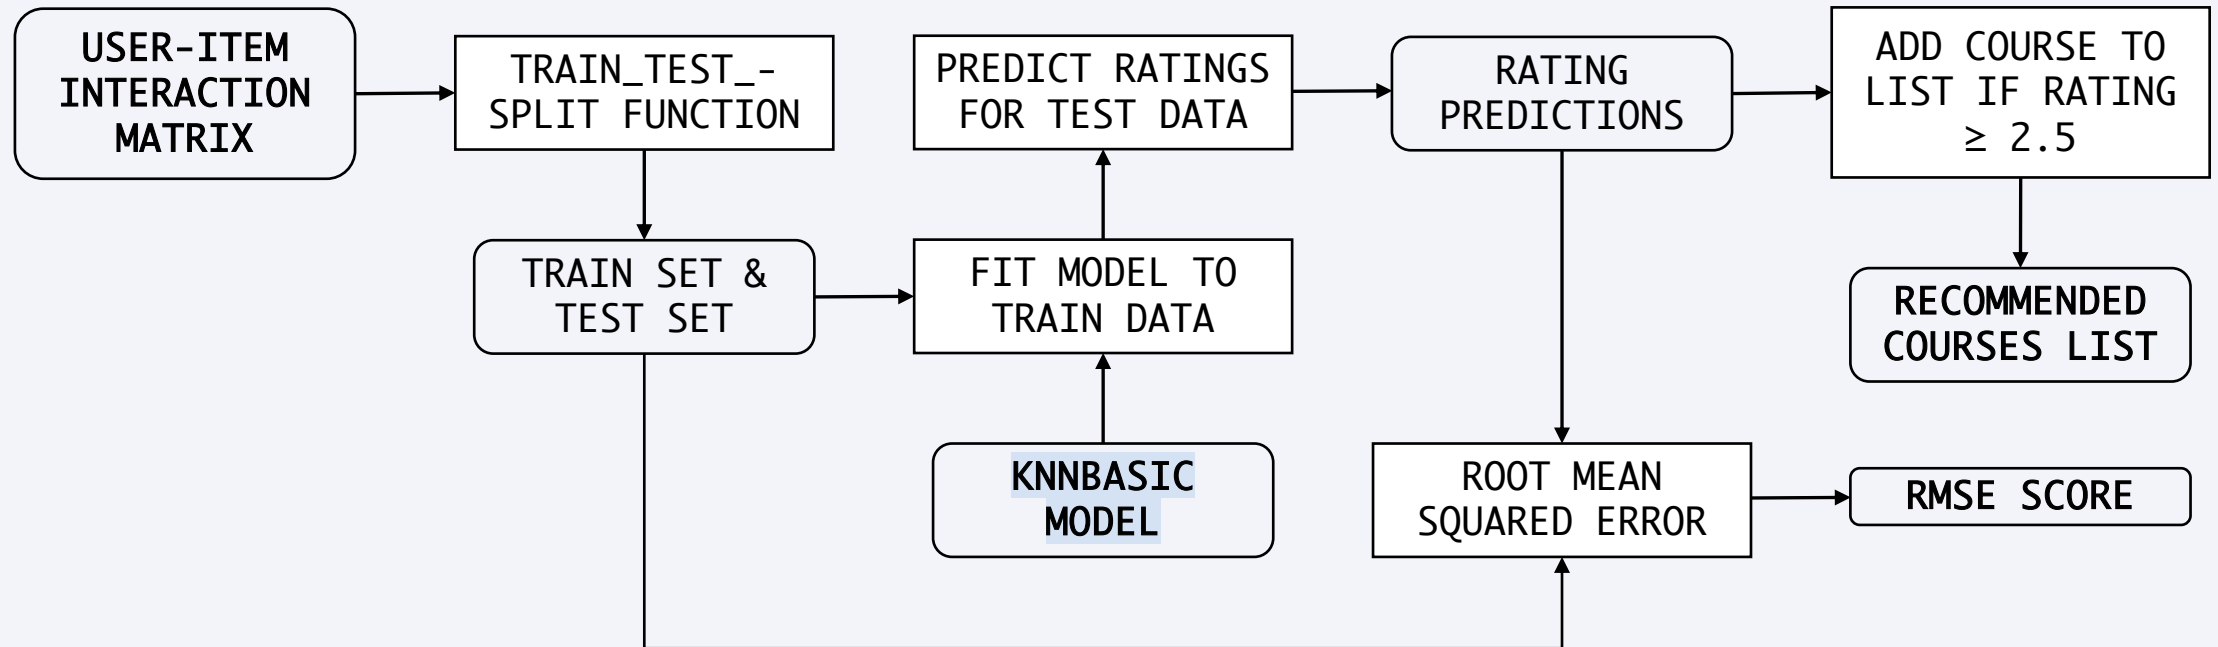 USER-ITEM
INTERACTION
MATRIX
TRAIN_TEST_-
SPLIT FUNCTION
PREDICT RATINGS
FOR TEST DATA
RATING
PREDICTIONS
ADD COURSE TO
LIST IF RATING
≥ 2.5
TRAIN SET &
TEST SET
FIT MODEL TO
TRAIN DATA
RECOMMENDED
COURSES LIST
KNNBASIC
MODEL
ROOT MEAN
SQUARED ERROR
RMSE SCORE